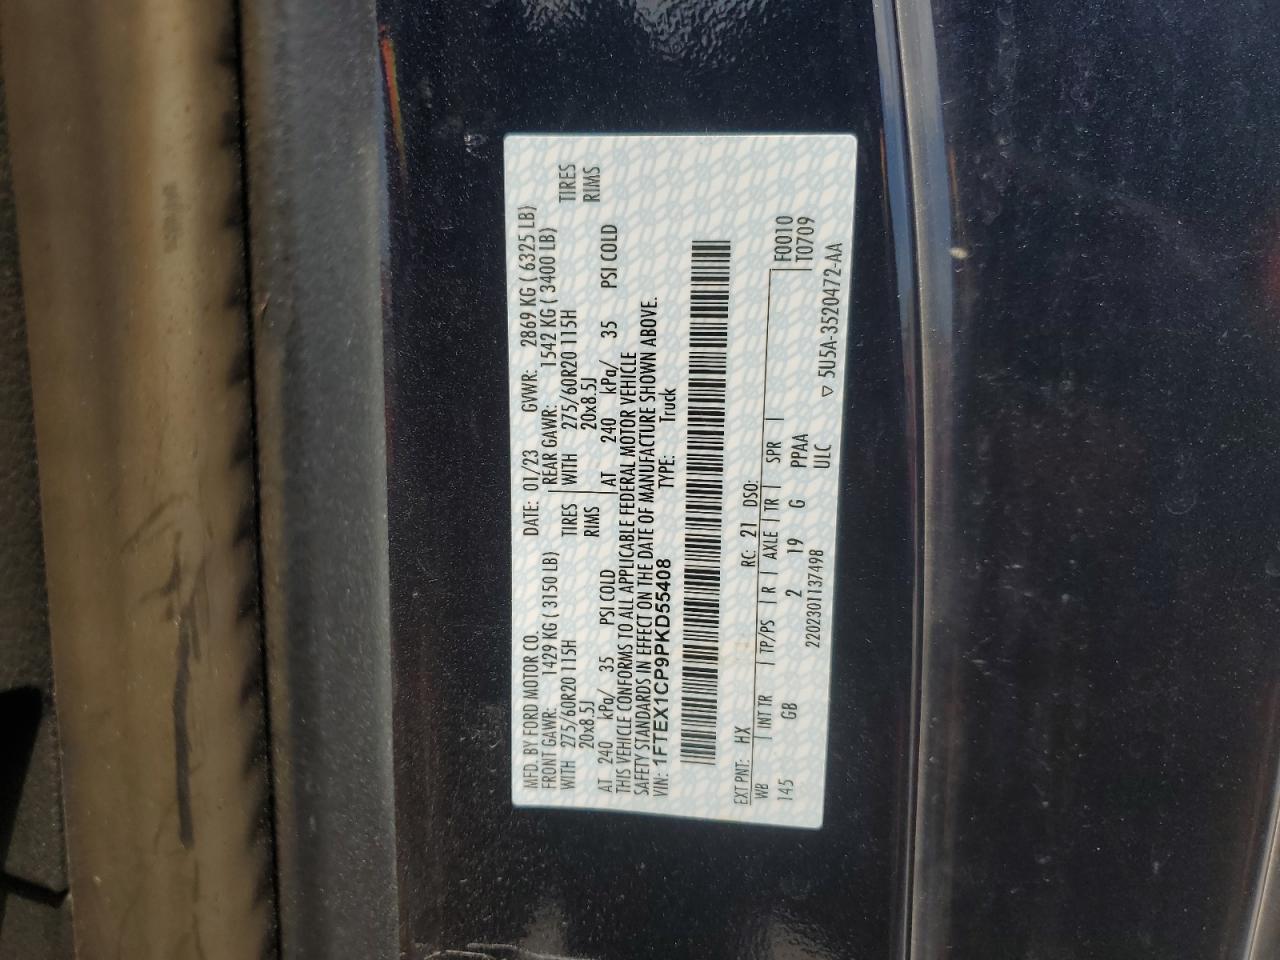 MFD. BY FORD MOTOR CO. DATE: 01/23 GVWR: 2869 KG ( 6325 LB)
FRONT GAWR: 1429 KG ( 3150 LB) REAR GAWR: 1542 KG ( 3400 LB)
WITH 275/60R20 115H TIRES WITH 275/60R20 115H TIRES
20x8.5J RIMS 20x8.5J RIMS
AT 240 kPa/ 35 PSI COLD AT 240 kPa/ 35 PSI COLD
THIS VEHICLE CONFORMS TO ALL APPLICABLE FEDERAL MOTOR VEHICLE
SAFETY STANDARDS IN EFFECT ON THE DATE OF MANUFACTURE SHOWN ABOVE.
VIN: 1FTEX1CP9PKD55408 TYPE: Truck
EXT PNT: HX RC: 21 DSO:
WB INT TR TP/PS R AXLE TR SPR F0010
145 GB 2 19 G PPAA T0709
2202301137498 ULC
▽ 5U5A-3520472-AA